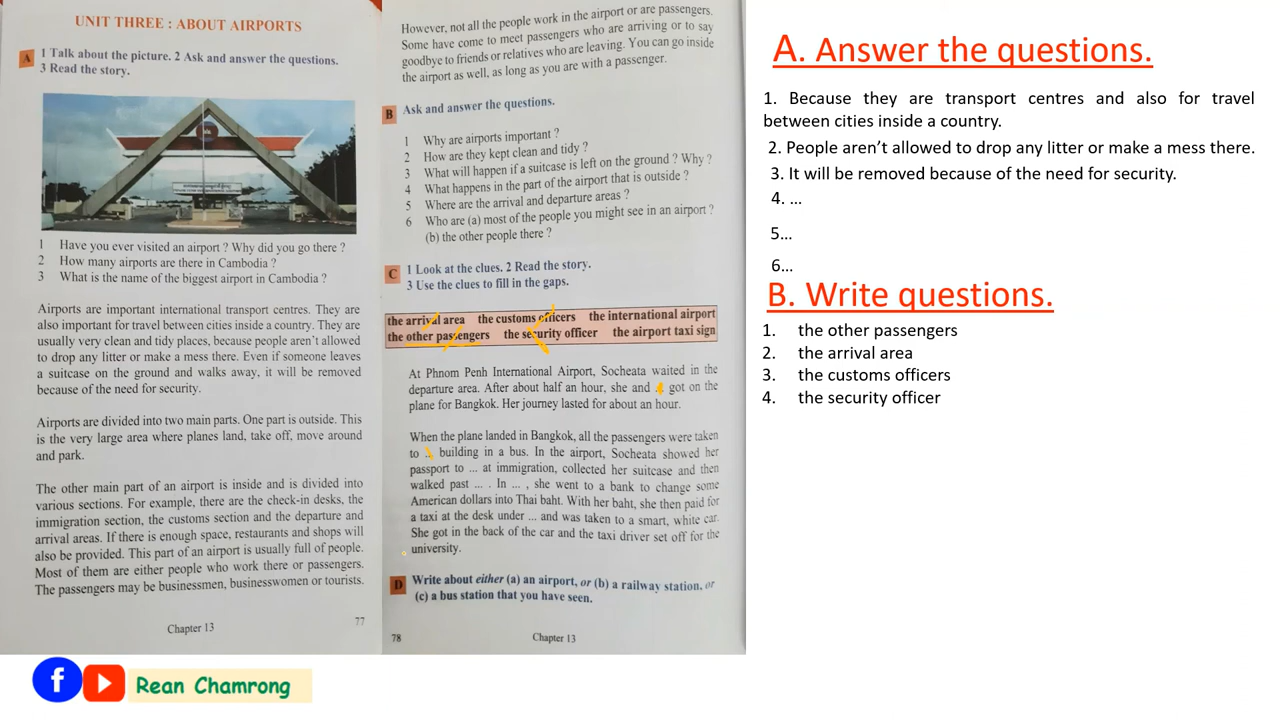 UNIT THREE : ABOUT AIRPORTS
A
1 Talk about the picture. 2 Ask and answer the questions.
3 Read the story.
1 Have you ever visited an airport ? Why did you go there ?
2 How many airports are there in Cambodia ?
3 What is the name of the biggest airport in Cambodia ?
Airports are important international transport centres. They are
also important for travel between cities inside a country. They are
usually very clean and tidy places, because people aren't allowed
to drop any litter or make a mess there. Even if someone leaves
a suitcase on the ground and walks away, it will be removed
because of the need for security.
Airports are divided into two main parts. One part is outside. This
is the very large area where planes land, take off, move around
and park.
The other main part of an airport is inside and is divided into
various sections. For example, there are the check-in desks, the
immigration section, the customs section and the departure and
arrival areas. If there is enough space, restaurants and shops will
also be provided. This part of an airport is usually full of people.
Most of them are either people who work there or passengers.
The passengers may be businessmen, businesswomen or tourists.
Chapter 13
77
However, not all the people work in the airport or are passengers.
Some have come to meet passengers who are arriving or to say
goodbye to friends or relatives who are leaving. You can go inside
the airport as well, as long as you are with a passenger.
B
Ask and answer the questions.
1 Why are airports important ?
2 How are they kept clean and tidy ?
3 What will happen if a suitcase is left on the ground ? Why ?
4 What happens in the part of the airport that is outside ?
5 Where are the arrival and departure areas ?
6 Who are (a) most of the people you might see in an airport ?
(b) the other people there ?
C
1 Look at the clues. 2 Read the story.
3 Use the clues to fill in the gaps.
the arrival area the customs officers the international airport
the other passengers the security officer the airport taxi sign
At Phnom Penh International Airport, Socheata waited in the
departure area. After about half an hour, she and got on the
plane for Bangkok. Her journey lasted for about an hour.
When the plane landed in Bangkok, all the passengers were taken
to building in a bus. In the airport, Socheata showed her
passport to ... at immigration, collected her suitcase and then
walked past ... . In ... , she went to a bank to change some
American dollars into Thai baht. With her baht, she then paid for
a taxi at the desk under ... and was taken to a smart, white car.
She got in the back of the car and the taxi driver set off for the
university.
D
Write about either (a) an airport, or (b) a railway station, or
(c) a bus station that you have seen.
78
Chapter 13
A. Answer the questions.
1. Because they are transport centres and also for travel
between cities inside a country.
2. People aren't allowed to drop any litter or make a mess there.
3. It will be removed because of the need for security.
4. ...
5...
6...
B. Write questions.
1. the other passengers
2. the arrival area
3. the customs officers
4. the security officer
f
Rean Chamrong